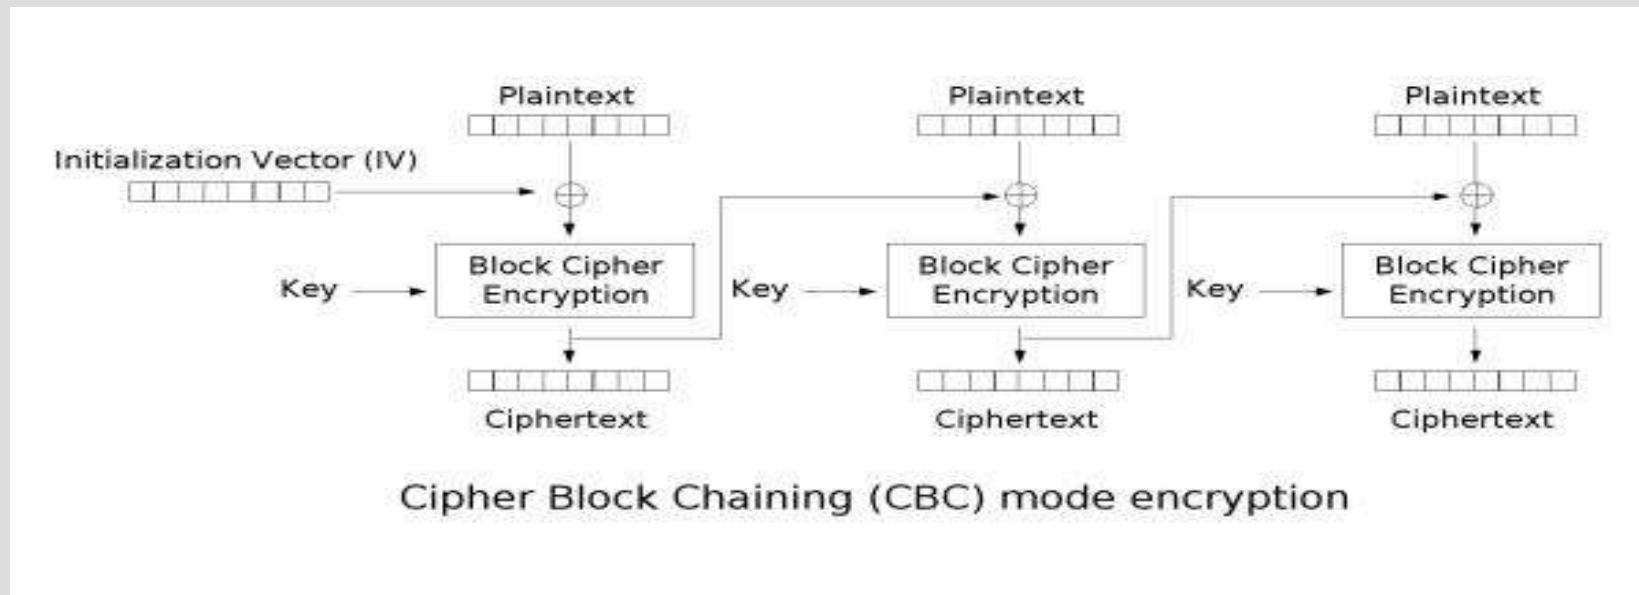 Plaintext
Plaintext
Plaintext
Initialization Vector (IV)
Key
Block Cipher
Encryption
Key
Block Cipher
Encryption
Key
Block Cipher
Encryption
Ciphertext
Ciphertext
Ciphertext
Cipher Block Chaining (CBC) mode encryption